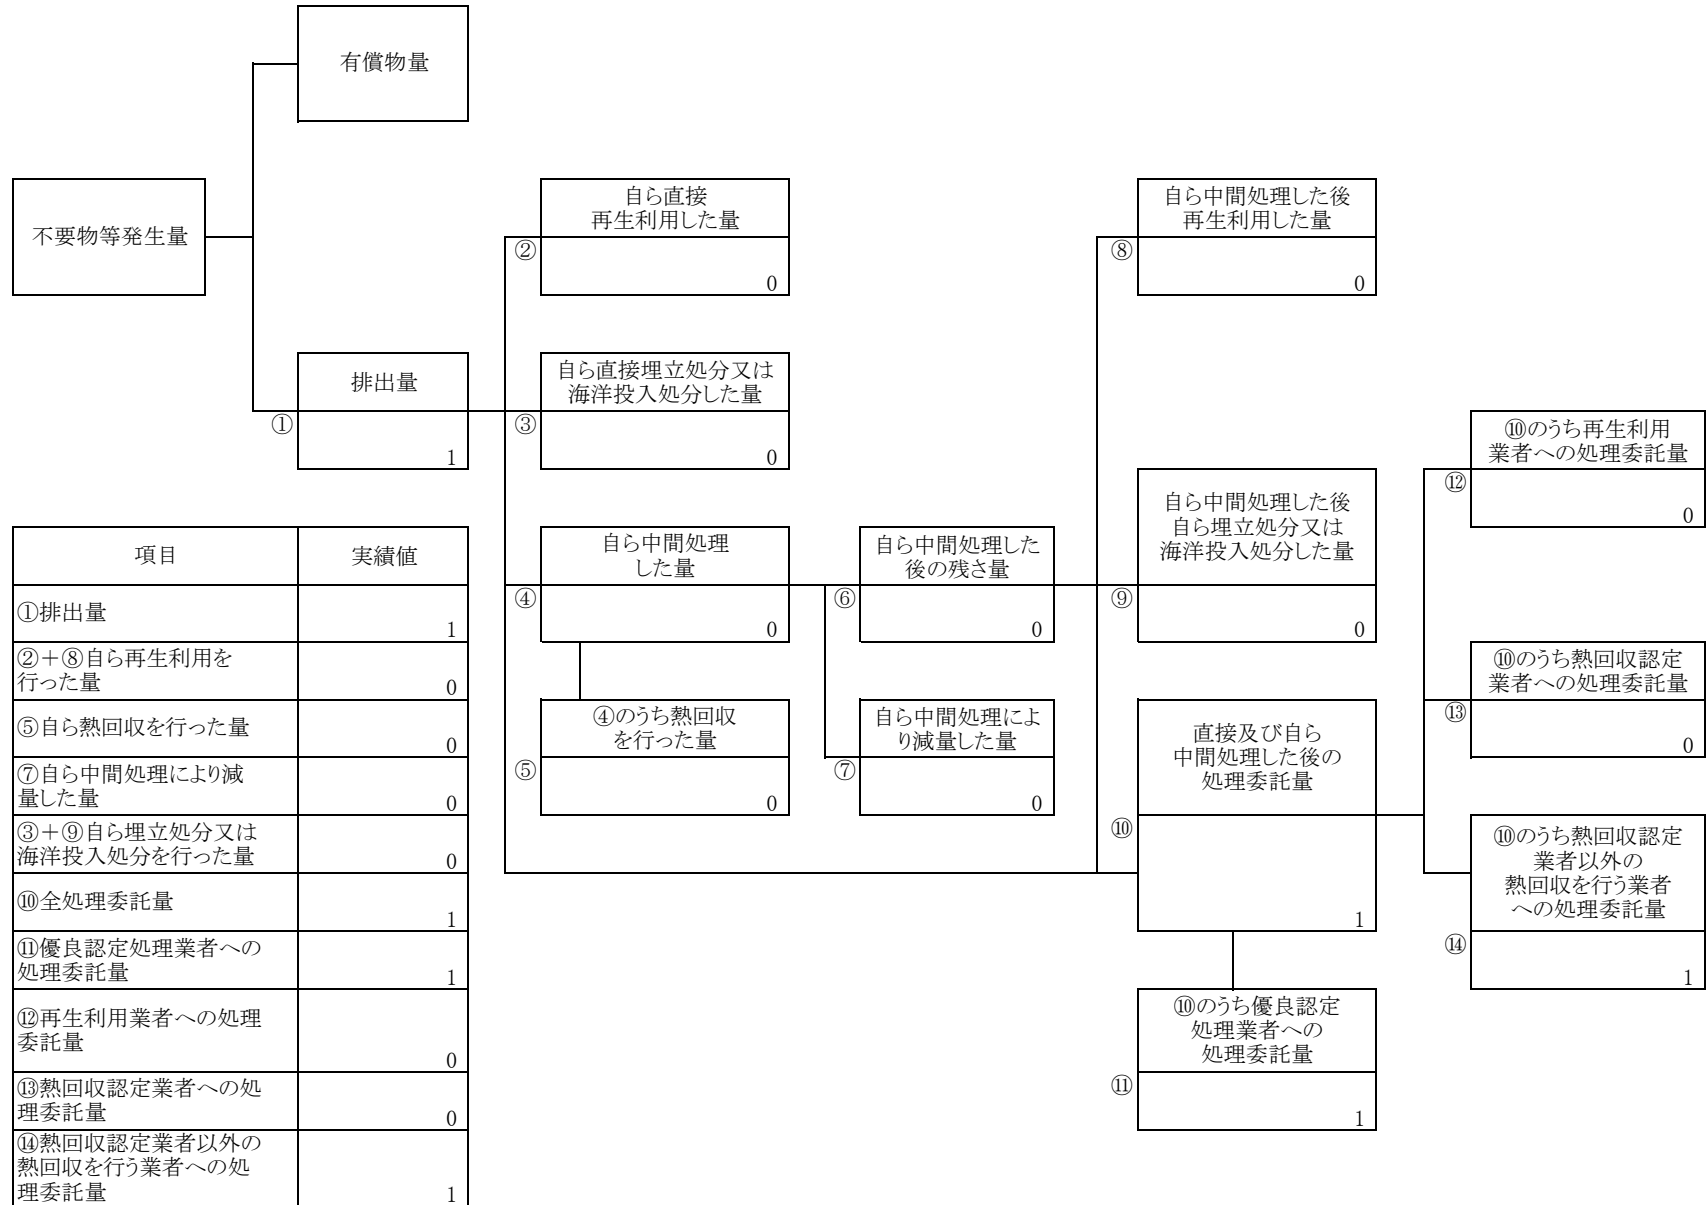 有償物量
不要物等発生量
自ら直接
再生利用した量
②
0
自ら中間処理した後
再生利用した量
⑧
0
排出量
①
1
自ら直接埋立処分又は
海洋投入処分した量
③
0
⑩のうち再生利用
業者への処理委託量
⑫
0
自ら中間処理した後
自ら埋立処分又は
海洋投入処分した量
⑨
0
自ら中間処理
した量
④
0
自ら中間処理した
後の残さ量
⑥
0
⑩のうち熱回収認定
業者への処理委託量
⑬
0
④のうち熱回収
を行った量
⑤
0
自ら中間処理によ
り減量した量
⑦
0
直接及び自ら
中間処理した後の
処理委託量
⑩
1
⑩のうち熱回収認定
業者以外の
熱回収を行う業者
への処理委託量
⑭
1
⑩のうち優良認定
処理業者への
処理委託量
⑪
1
項目 実績値
①排出量
1
②+⑧自ら再生利用を
行った量
0
⑤自ら熱回収を行った量
0
⑦自ら中間処理により減
量した量
0
③+⑨自ら埋立処分又は
海洋投入処分を行った量
0
⑩全処理委託量
1
⑪優良認定処理業者への
処理委託量
1
⑫再生利用業者への処理
委託量
0
⑬熱回収認定業者への処
理委託量
0
⑭熱回収認定業者以外の
熱回収を行う業者への処
理委託量
1